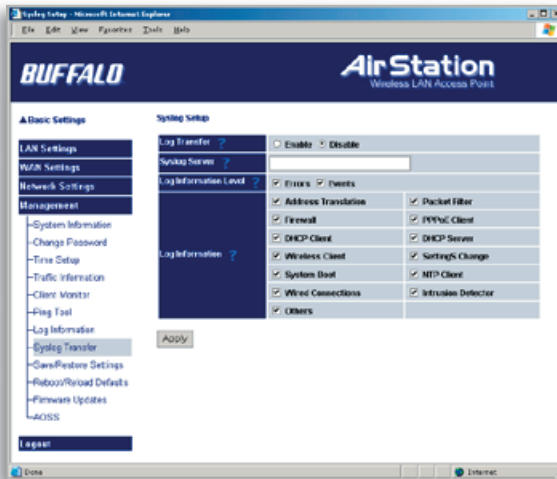 Syslog Setup - Microsoft Internet Explorer
File Edit View Favorites Tools Help
BUFFALO
AirStation
Wireless LAN Access Point
Basic Settings
LAN Settings
WAN Settings
Network Settings
Management
System Information
Change Password
Time Setup
Traffic Information
Client Monitor
Ping Tool
Log Information
Syslog Transfer
Save/Restore Settings
Reboot/Reload Defaults
Firmware Updates
AOSS
Logout
Syslog Setup
Log Transfer ? Enable Disable
Syslog Server ?
Log Information Level ? Errors Events
Log Information ?
Address Translation Packet Filter
Firewall PPPoE Client
DHCP Client DHCP Server
Wireless Client Settings Change
System Boot NTP Client
Wired Connections Intrusion Detector
Others
Apply
Done Internet